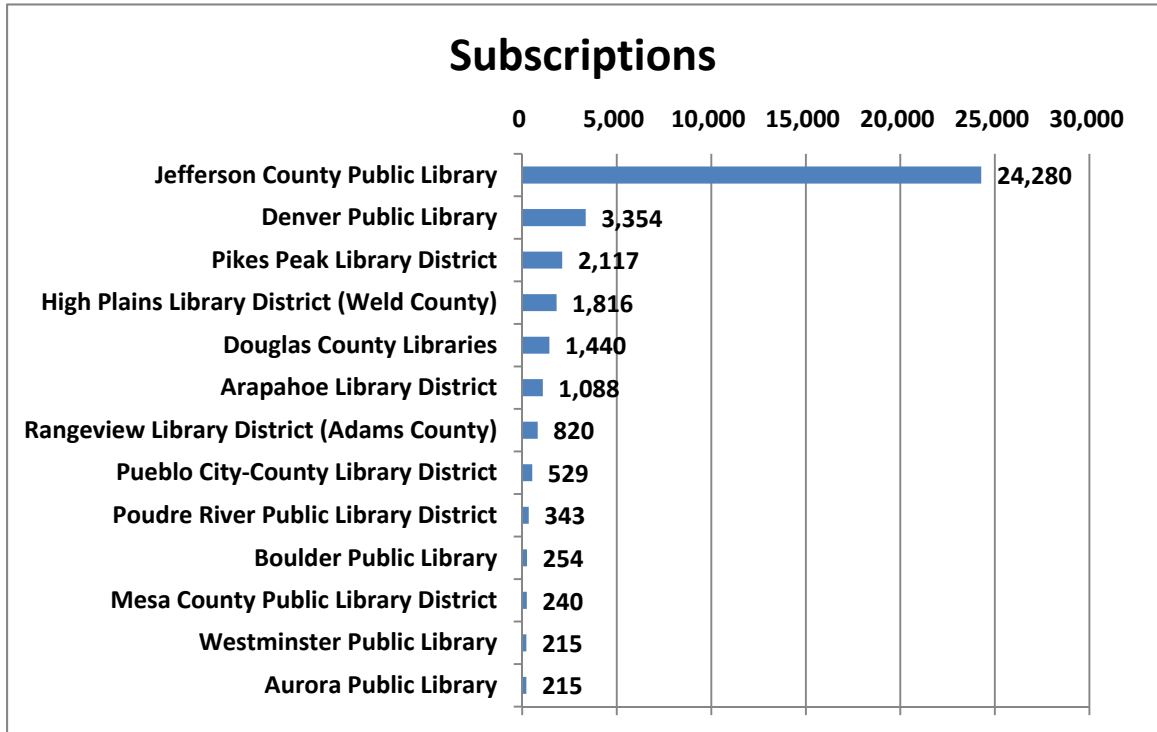 Subscriptions
0 5,000 10,000 15,000 20,000 25,000 30,000
Jefferson County Public Library 24,280
Denver Public Library 3,354
Pikes Peak Library District 2,117
High Plains Library District (Weld County) 1,816
Douglas County Libraries 1,440
Arapahoe Library District 1,088
Rangeview Library District (Adams County) 820
Pueblo City-County Library District 529
Poudre River Public Library District 343
Boulder Public Library 254
Mesa County Public Library District 240
Westminster Public Library 215
Aurora Public Library 215